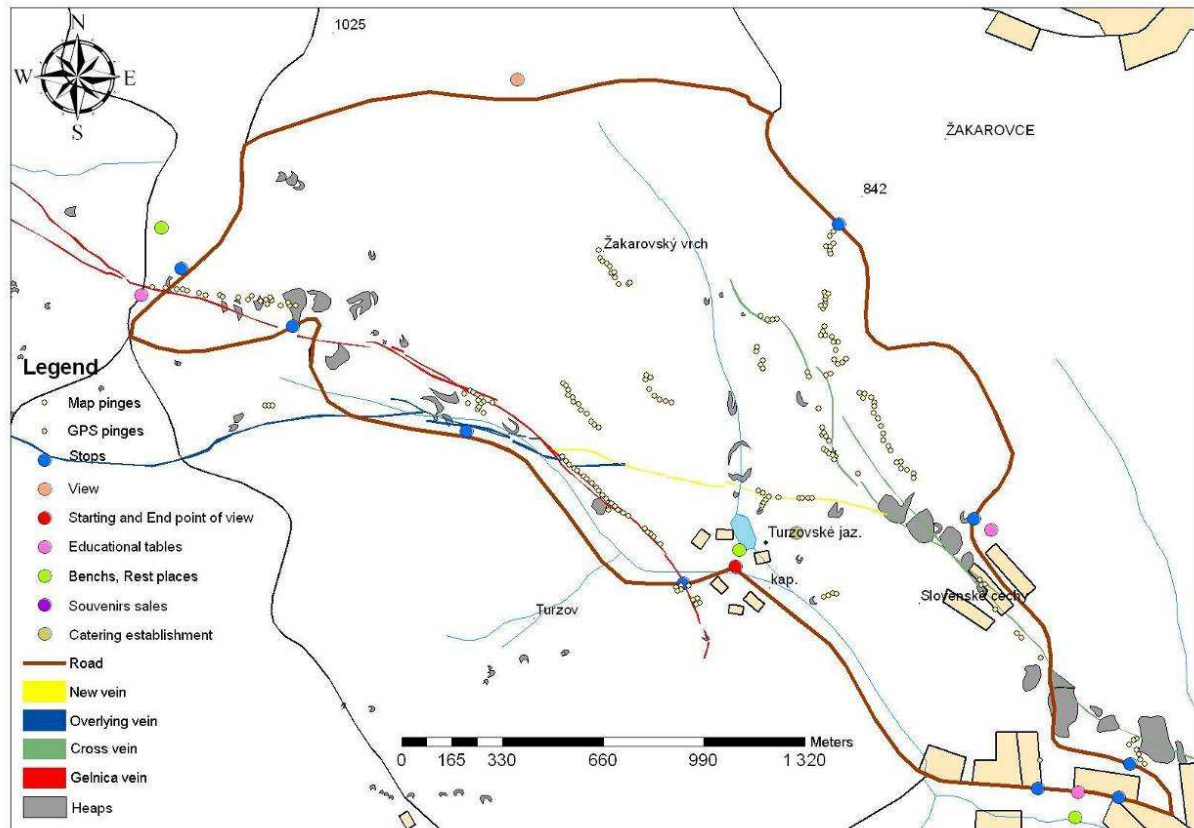 1025
N
W E
S
ŽAKAROVCE
842
Žakarovský vrch
Legend
Map pinges
GPS pinges
Stops
View
Starting and End point of view
Educational tables
Benchs, Rest places
Souvenirs sales
Catering establishment
Road
New vein
Overlying vein
Cross vein
Gelnica vein
Heaps
Turzovské jaz.
kap.
Slovenské cechy
Turzov
Meters
0 165 330 660 990 1 320